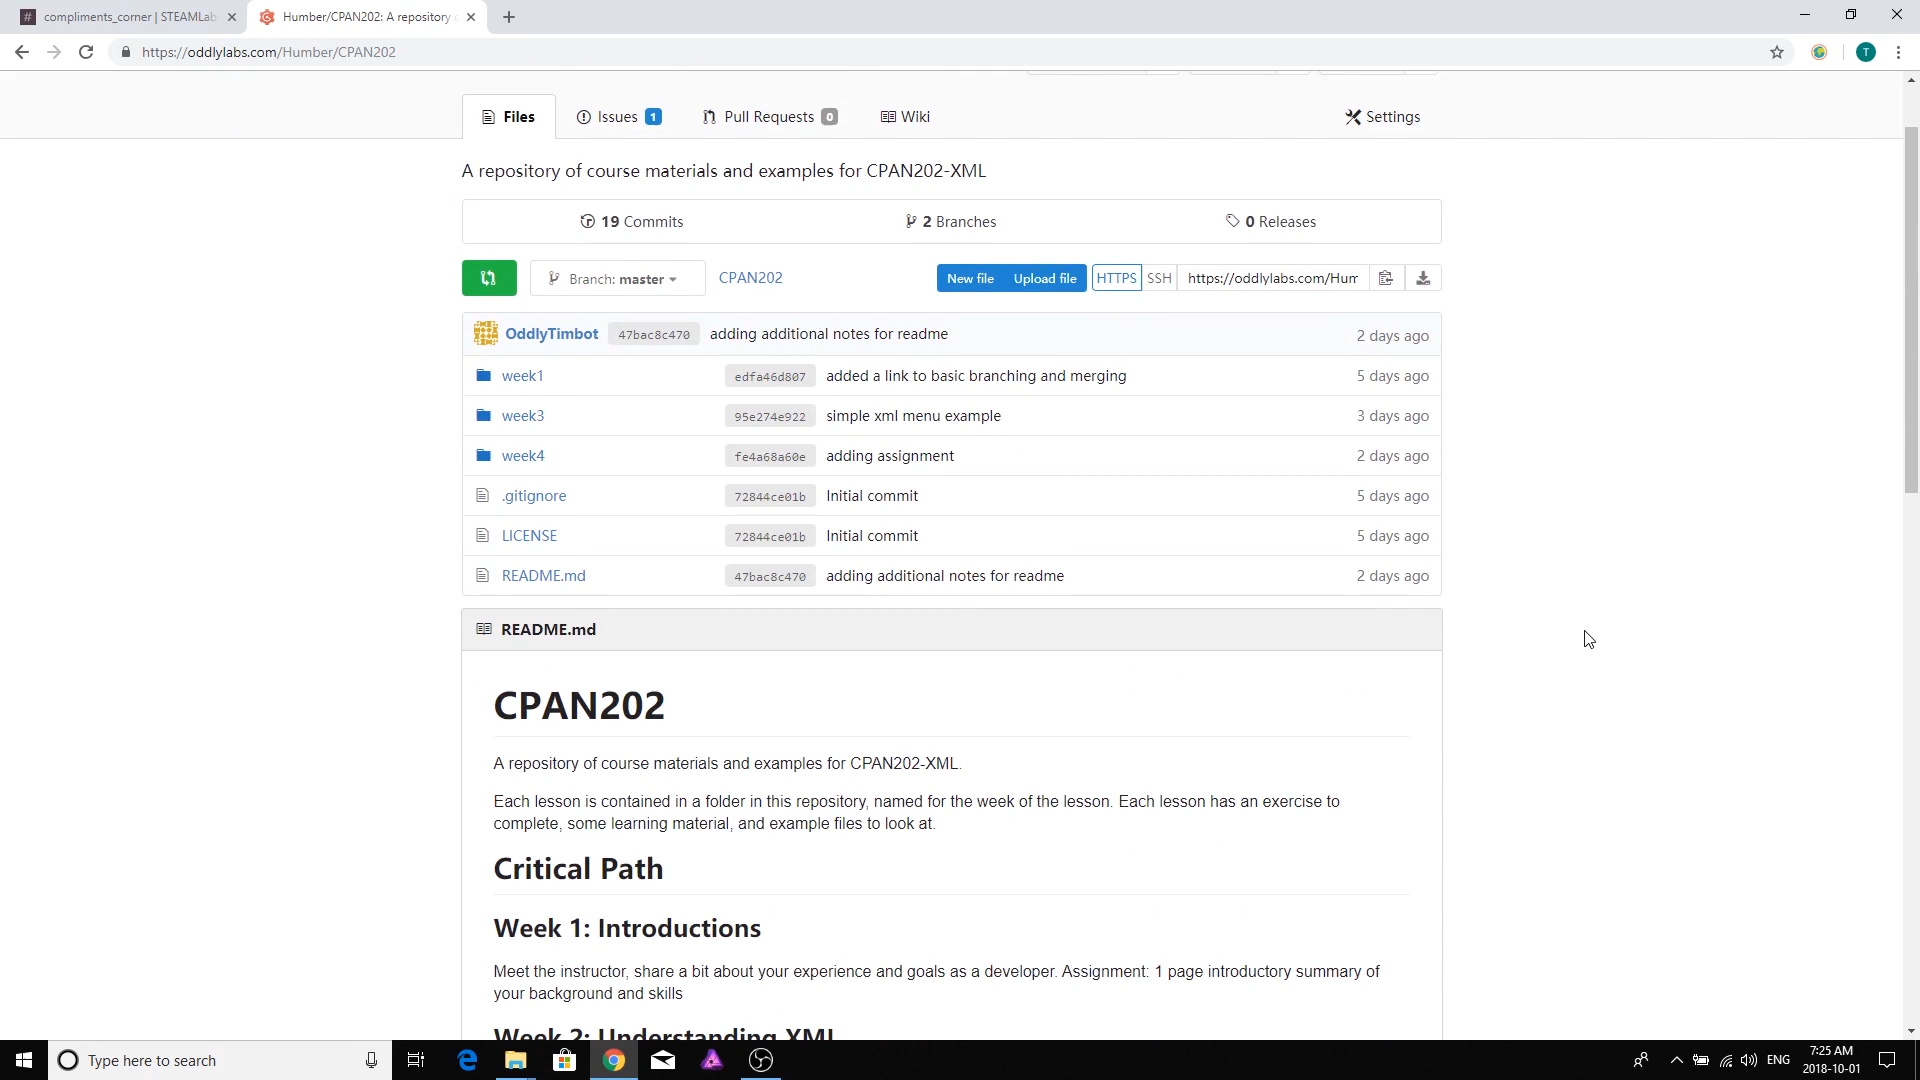 # compliments_corner | STEAMLab
Humber/CPAN202: A repository
https://oddlylabs.com/Humber/CPAN202
T
Files
Issues 1
Pull Requests 0
Wiki
Settings
A repository of course materials and examples for CPAN202-XML
19 Commits
2 Branches
0 Releases
Branch: master
CPAN202
New file
Upload file
HTTPS
SSH
https://oddlylabs.com/Hum
OddlyTimbot 47bac8c470 adding additional notes for readme 2 days ago
week1 edfa46d807 added a link to basic branching and merging 5 days ago
week3 95e274e922 simple xml menu example 3 days ago
week4 fe4a68a60e adding assignment 2 days ago
.gitignore 72844ce01b Initial commit 5 days ago
LICENSE 72844ce01b Initial commit 5 days ago
README.md 47bac8c470 adding additional notes for readme 2 days ago
README.md
CPAN202
A repository of course materials and examples for CPAN202-XML.
Each lesson is contained in a folder in this repository, named for the week of the lesson. Each lesson has an exercise to
complete, some learning material, and example files to look at.
Critical Path
Week 1: Introductions
Meet the instructor, share a bit about your experience and goals as a developer. Assignment: 1 page introductory summary of
your background and skills
Week 2: Understanding XML
Type here to search
ENG
7:25 AM
2018-10-01